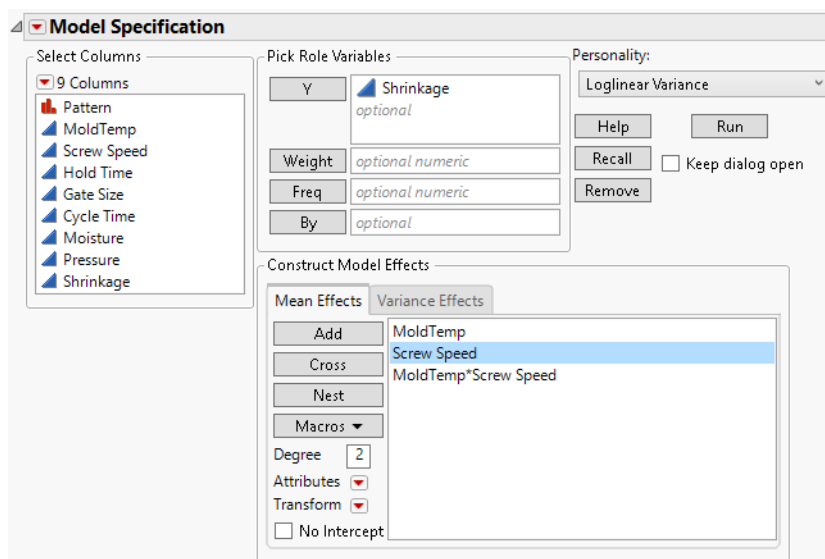 Model Specification
Select Columns
9 Columns
Pattern
MoldTemp
Screw Speed
Hold Time
Gate Size
Cycle Time
Moisture
Pressure
Shrinkage
Pick Role Variables
Y
Shrinkage
optional
Weight
optional numeric
Freq
optional numeric
By
optional
Personality:
Loglinear Variance
Help
Run
Recall
Keep dialog open
Remove
Construct Model Effects
Mean Effects
Variance Effects
Add
Cross
Nest
Macros
Degree
2
Attributes
Transform
No Intercept
MoldTemp
Screw Speed
MoldTemp*Screw Speed